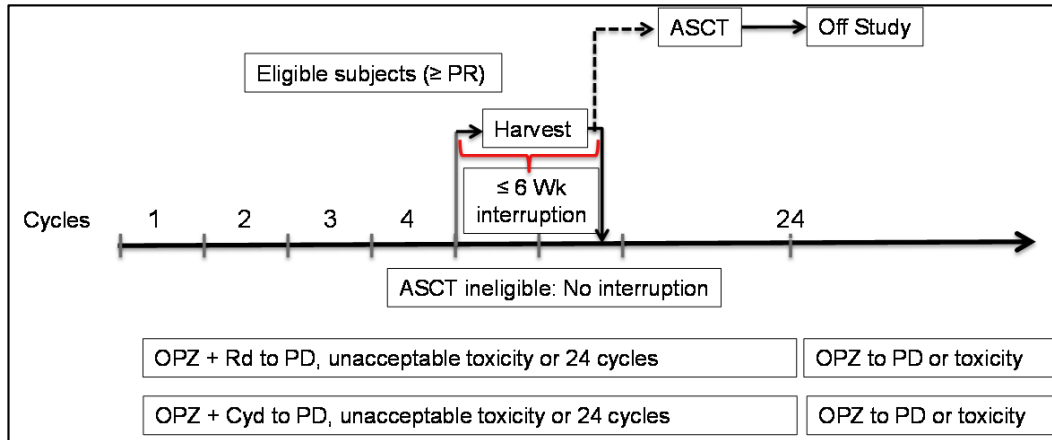 ASCT
Off Study
Eligible subjects (≥ PR)
Harvest
≤ 6 Wk
interruption
Cycles 1 2 3 4 24
ASCT ineligible: No interruption
OPZ + Rd to PD, unacceptable toxicity or 24 cycles
OPZ to PD or toxicity
OPZ + Cyd to PD, unacceptable toxicity or 24 cycles
OPZ to PD or toxicity